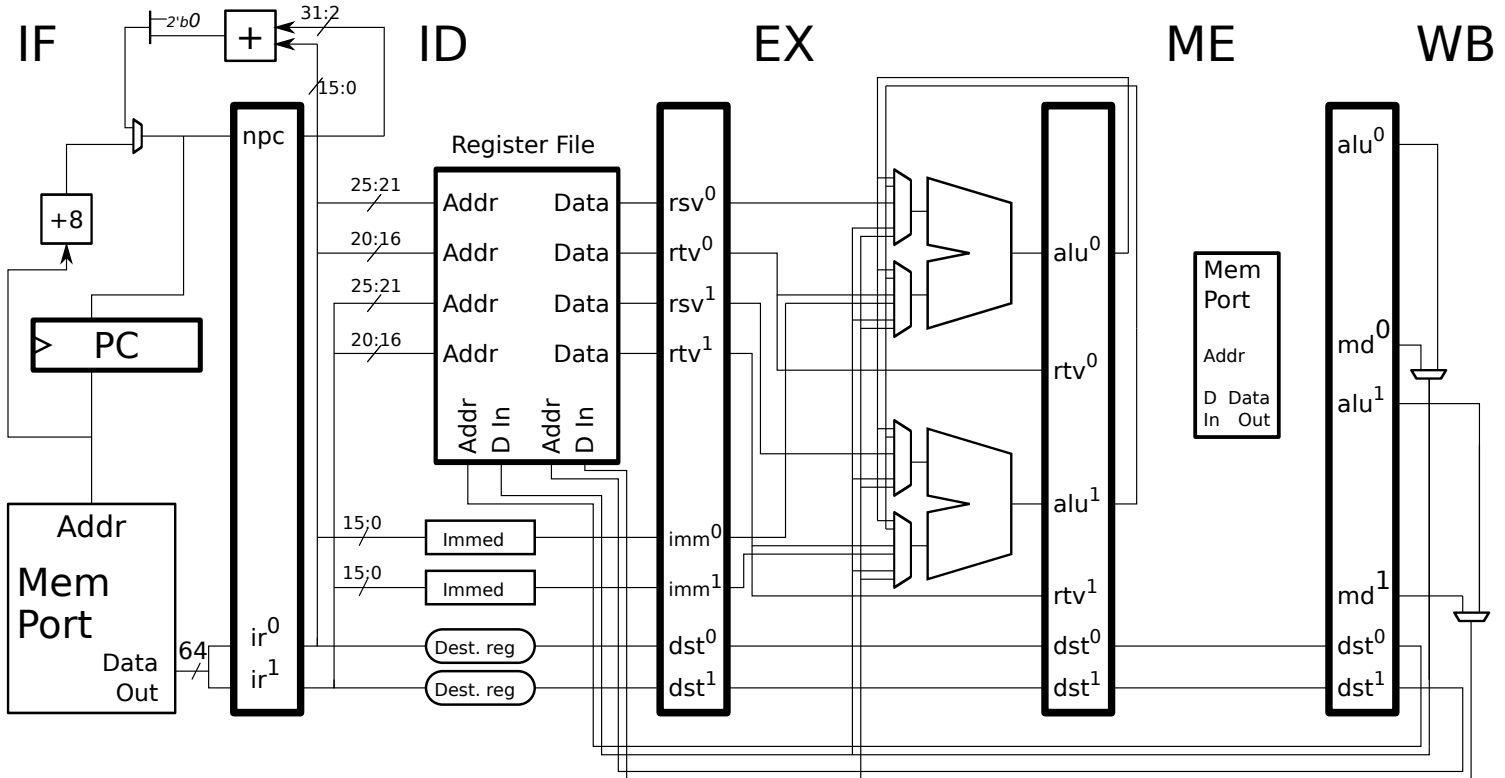 IF
ID
EX
ME
WB
2'b0
+
31:2
15:0
npc
+8
PC
Addr
Mem
Port
Data
Out
64
ir0
ir1
Register File
25:21
Addr
Data
20:16
Addr
Data
25:21
Addr
Data
20:16
Addr
Data
Addr
D In
Addr
D In
15:0
Immed
15:0
Immed
Dest. reg
Dest. reg
rsv0
rtv0
rsv1
rtv1
imm0
imm1
dst0
dst1
alu0
rtv0
alu1
rtv1
dst0
dst1
Mem
Port
Addr
D Data
In Out
alu0
md0
alu1
md1
dst0
dst1